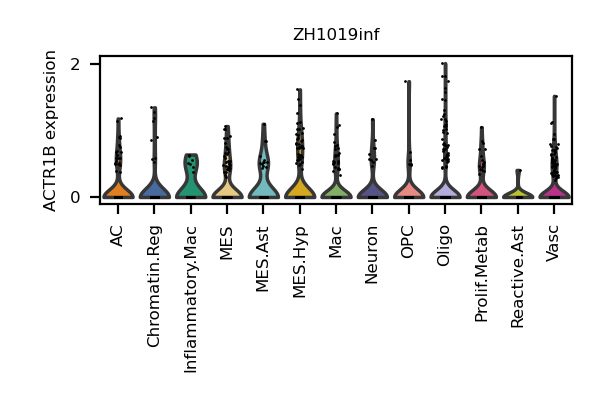 ZH1019inf
ACTR1B expression
2
0
AC
Chromatin.Reg
Inflammatory.Mac
MES
MES.Ast
MES.Hyp
Mac
Neuron
OPC
Oligo
Prolif.Metab
Reactive.Ast
Vasc